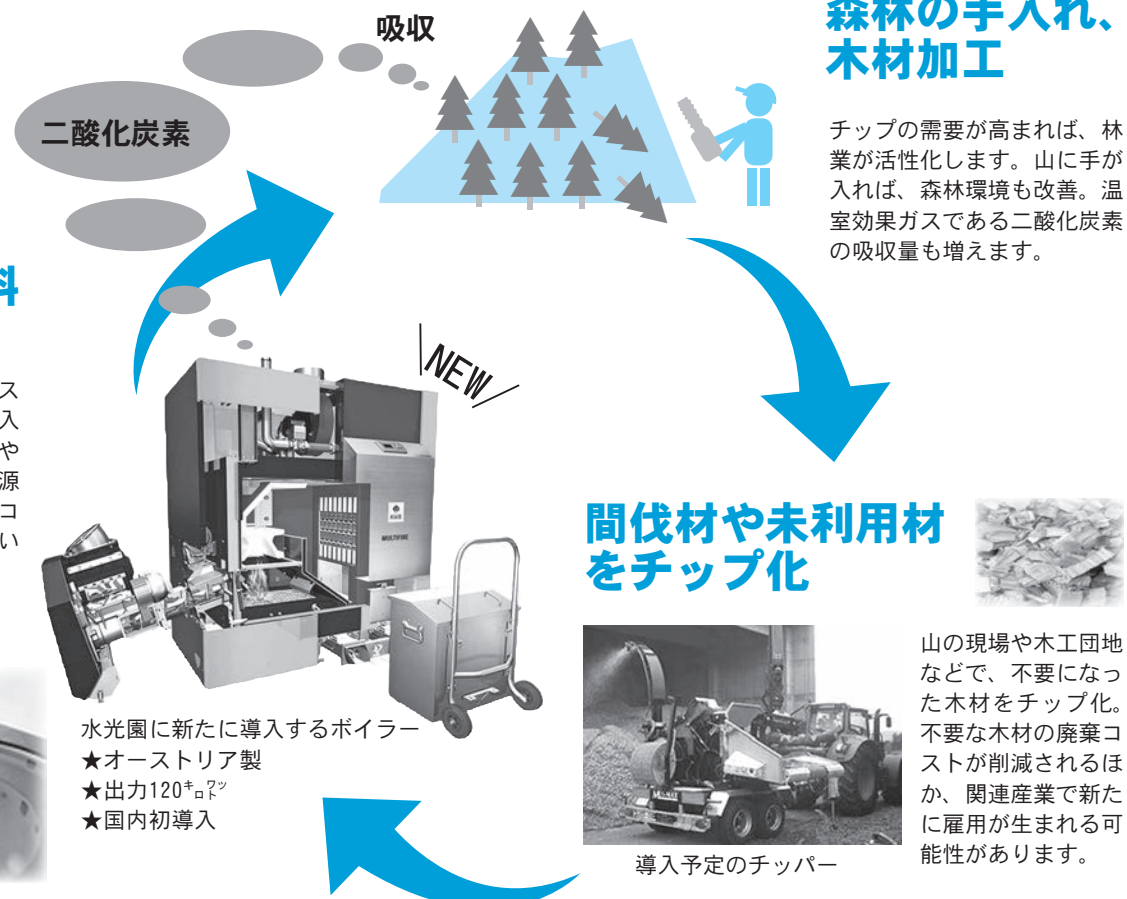 吸収
二酸化炭素
森林の手入れ、
木材加工
チップの需要が高まれば、林
業が活性化します。山に手が
入れば、森林環境も改善。温
室効果ガスである二酸化炭素
の吸収量も増えます。
料
ス
入
や
源
コ
い
NEW
MULTIFIRE
水光園に新たに導入するボイラー
★オーストリア製
★出力120キロワット
★国内初導入
間伐材や未利用材
をチップ化
山の現場や木工団地
などで、不要になっ
た木材をチップ化。
不要な木材の廃棄コ
ストが削減されるほ
か、関連産業で新た
に雇用が生まれる可
能性があります。
導入予定のチッパー